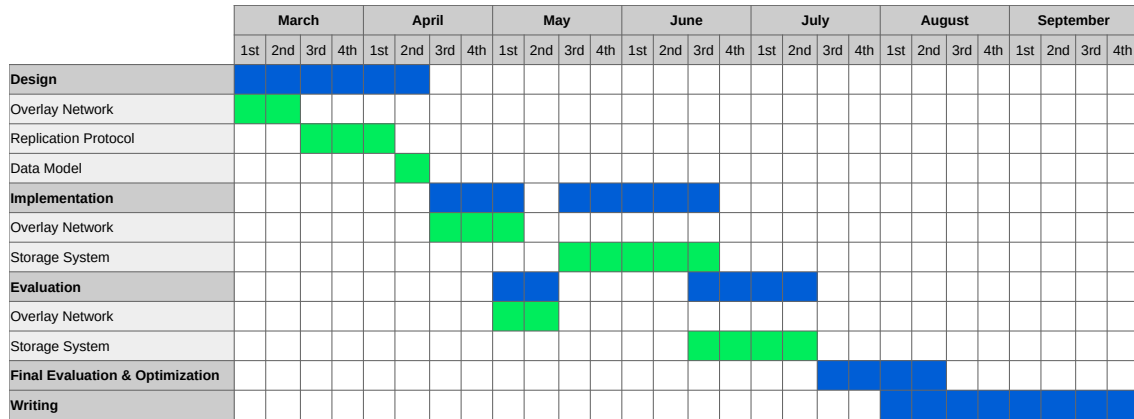 March April May June July August September
1st 2nd 3rd 4th 1st 2nd 3rd 4th 1st 2nd 3rd 4th 1st 2nd 3rd 4th 1st 2nd 3rd 4th 1st 2nd 3rd 4th 1st 2nd 3rd 4th
Design
Overlay Network
Replication Protocol
Data Model
Implementation
Overlay Network
Storage System
Evaluation
Overlay Network
Storage System
Final Evaluation & Optimization
Writing